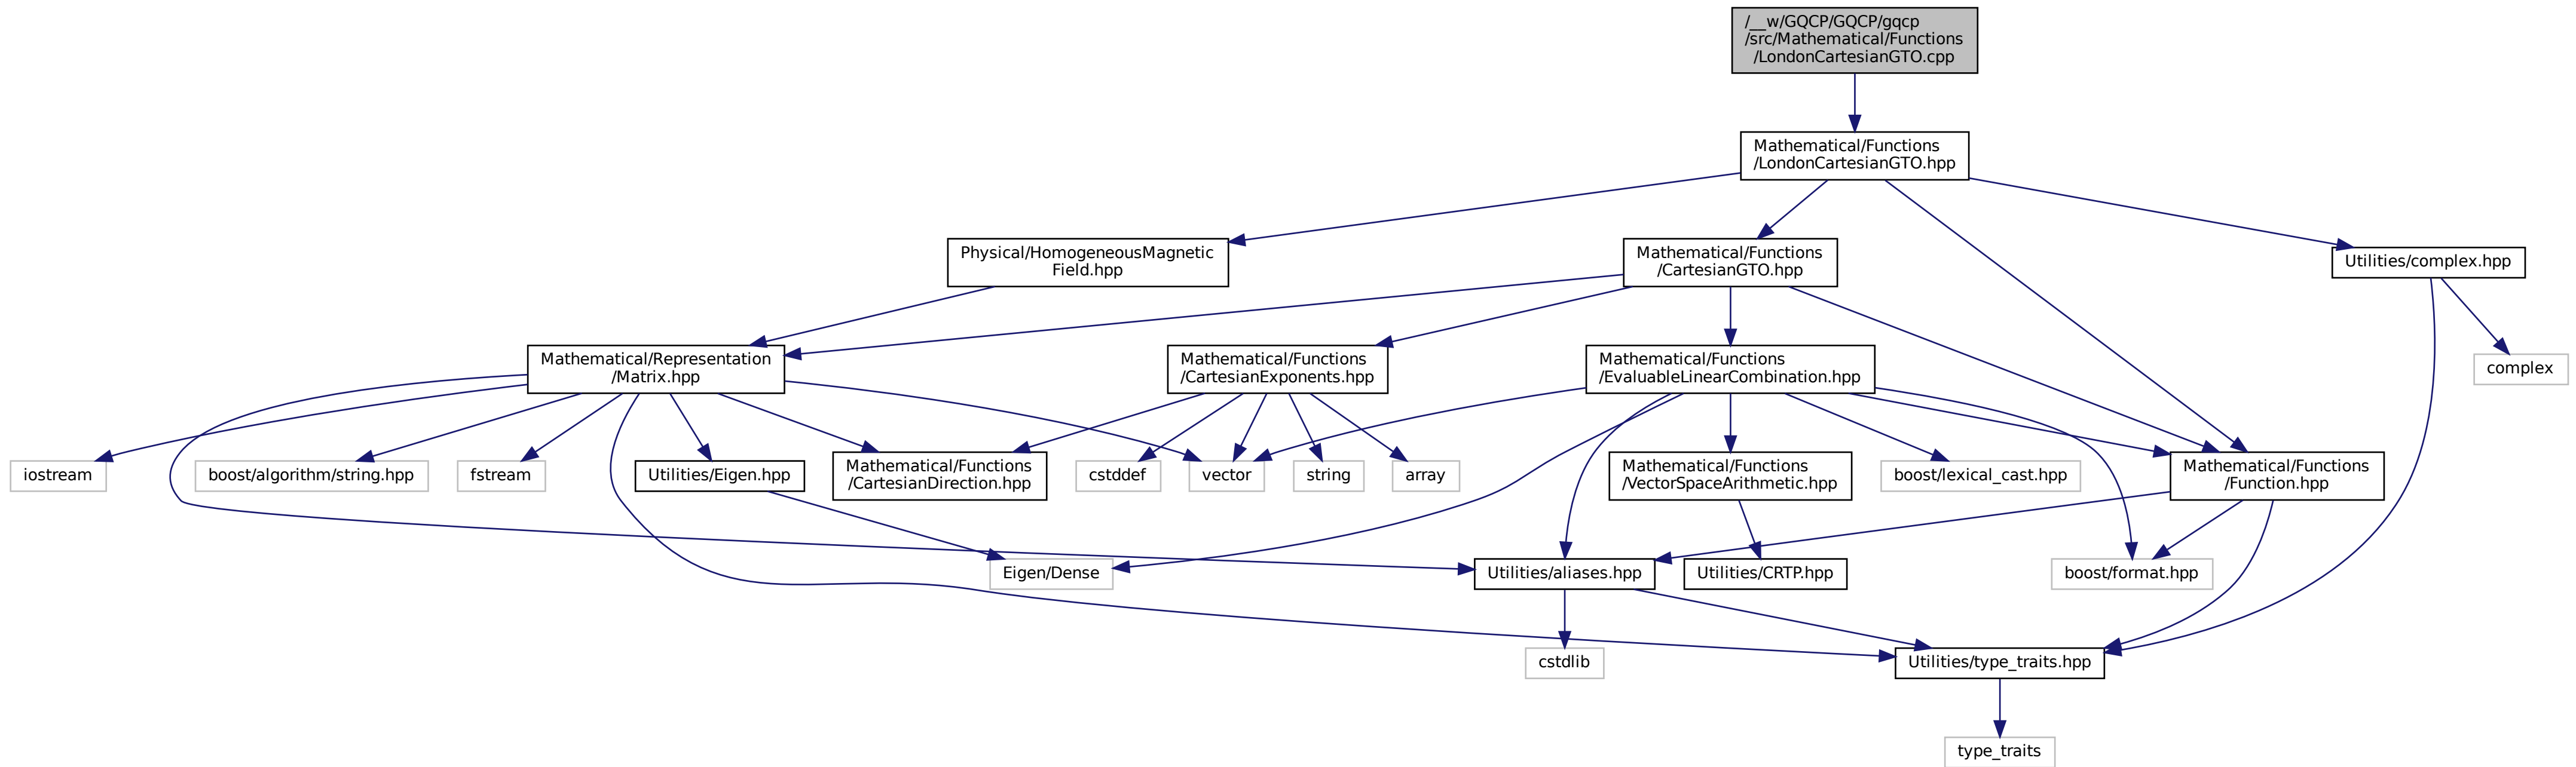 /__w/GQCP/GQCP/gqcp
/src/Mathematical/Functions
/LondonCartesianGTO.cpp
Mathematical/Functions
/LondonCartesianGTO.hpp
Physical/HomogeneousMagnetic
Field.hpp
Mathematical/Functions
/CartesianGTO.hpp
Utilities/complex.hpp
Mathematical/Representation
/Matrix.hpp
Mathematical/Functions
/CartesianExponents.hpp
Mathematical/Functions
/EvaluableLinearCombination.hpp
complex
iostream
boost/algorithm/string.hpp
fstream
Utilities/Eigen.hpp
Mathematical/Functions
/CartesianDirection.hpp
cstddef
vector
string
array
Mathematical/Functions
/VectorSpaceArithmetic.hpp
boost/lexical_cast.hpp
Mathematical/Functions
/Function.hpp
Eigen/Dense
Utilities/aliases.hpp
Utilities/CRTP.hpp
boost/format.hpp
cstdlib
Utilities/type_traits.hpp
type_traits